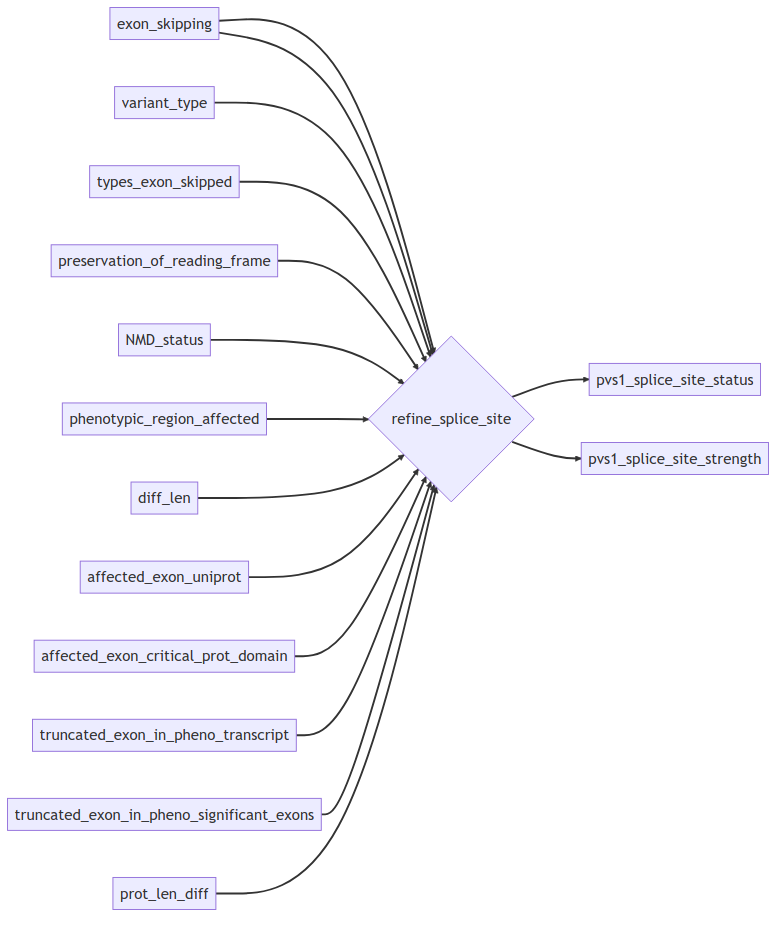 exon_skipping
variant_type
types_exon_skipped
preservation_of_reading_frame
NMD_status
phenotypic_region_affected
diff_len
affected_exon_uniprot
affected_exon_critical_prot_domain
truncated_exon_in_pheno_transcript
truncated_exon_in_pheno_significant_exons
prot_len_diff
refine_splice_site
pvs1_splice_site_status
pvs1_splice_site_strength